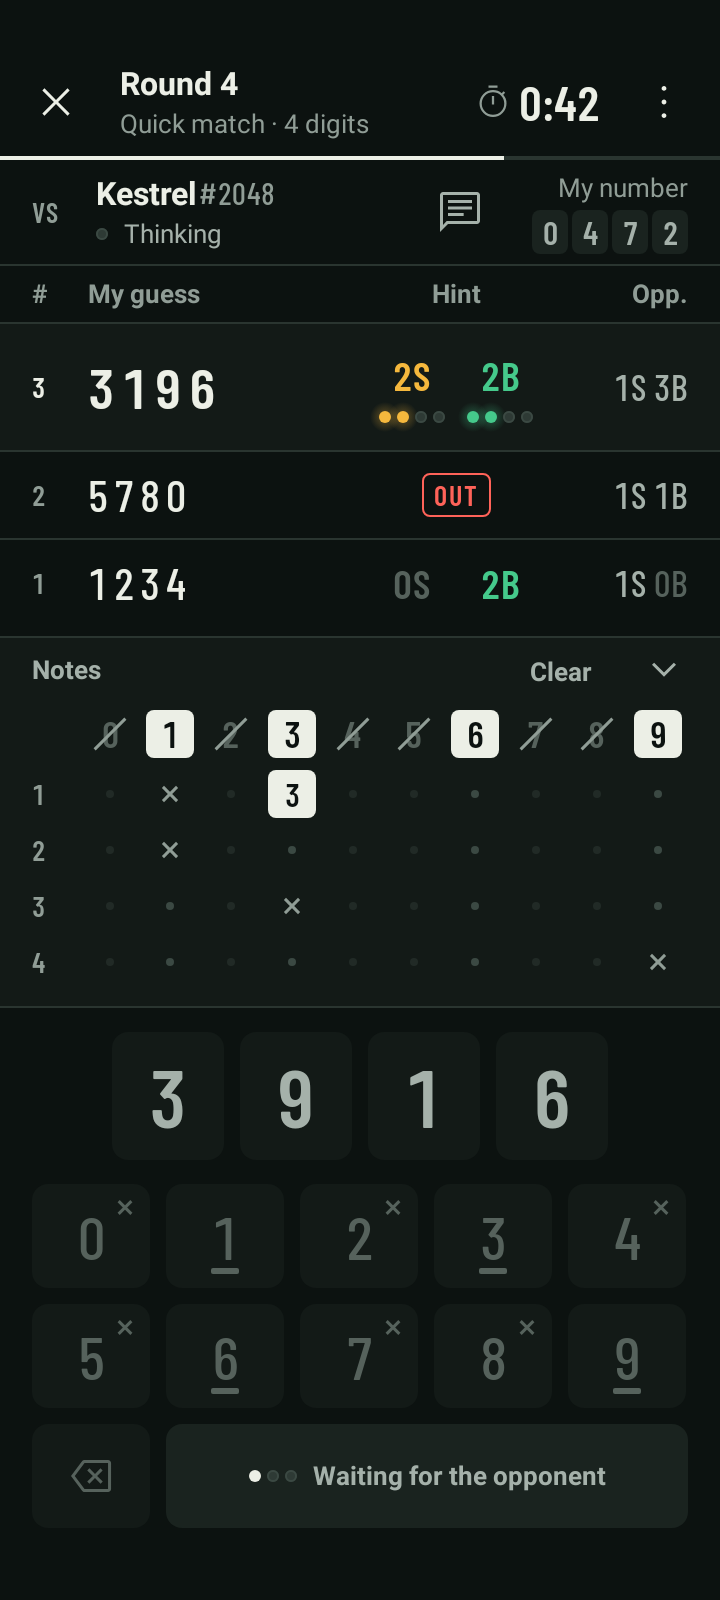 Round 4
Quick match · 4 digits
0:42
VS
Kestrel #2048
Thinking
My number
0 4 7 2
# My guess Hint Opp.
3 3196 2S 2B 1S 3B
2 5780 OUT 1S 1B
1 1234 0S 2B 1S 0B
Notes Clear
0 1 2 3 4 5 6 7 8 9
1 × 3
2 ×
3 ×
4 ×
3 9 1 6
0 × 1 2 × 3 4 ×
5 × 6 7 × 8 × 9
Waiting for the opponent